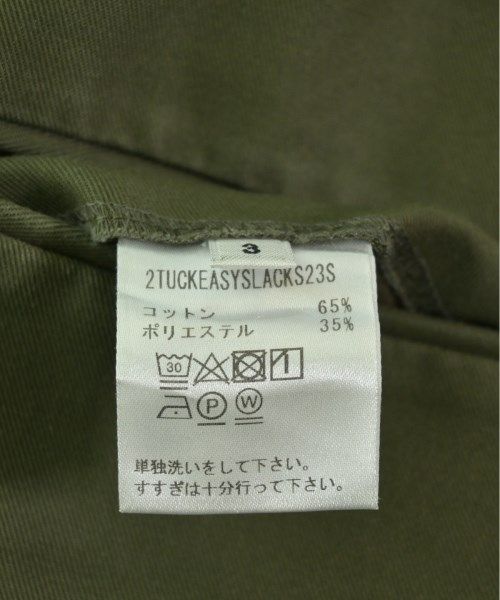 3
2TUCKEASYSLACKS23S
コットン 65%
ポリエステル 35%
30
P W
単独洗いをして下さい。
すすぎは十分行って下さい。